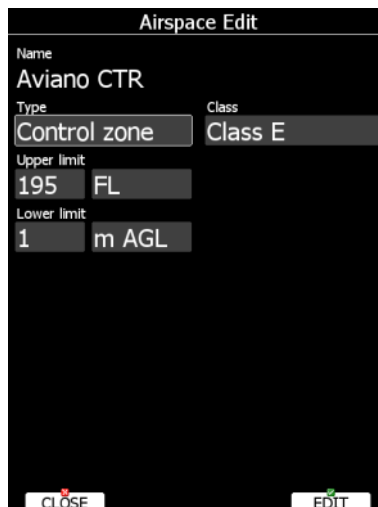 Airspace Edit
Name
Aviano CTR
Type Class
Control zone Class E
Upper limit
195 FL
Lower limit
1 m AGL
CLOSE EDIT